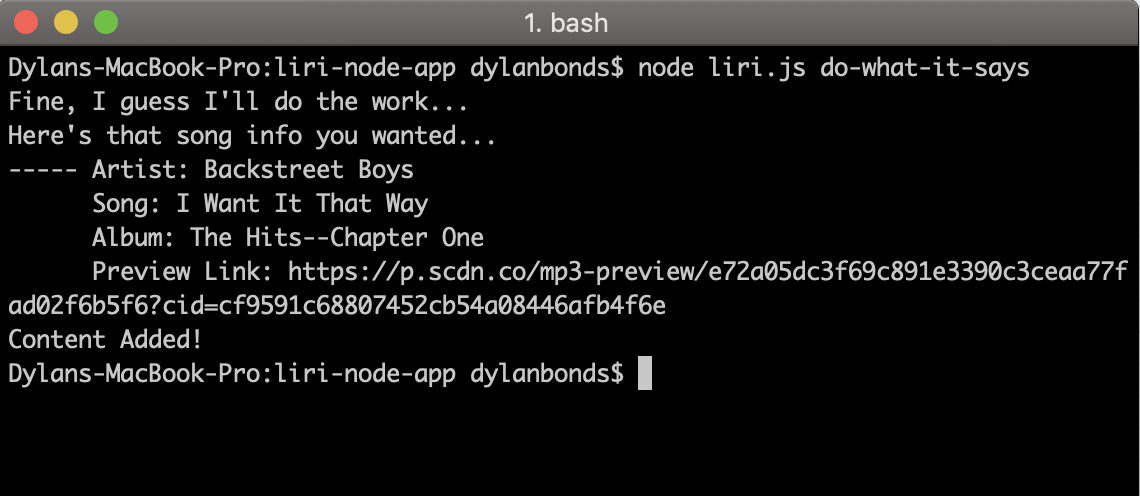 1. bash
Dylans-MacBook-Pro:liri-node-app dylanbonds$ node liri.js do-what-it-says
Fine, I guess I'll do the work...
Here's that song info you wanted...
----- Artist: Backstreet Boys
      Song: I Want It That Way
      Album: The Hits--Chapter One
      Preview Link: https://p.scdn.co/mp3-preview/e72a05dc3f69c891e3390c3ceaa77f
ad02f6b5f6?cid=cf9591c68807452cb54a08446afb4f6e
Content Added!
Dylans-MacBook-Pro:liri-node-app dylanbonds$